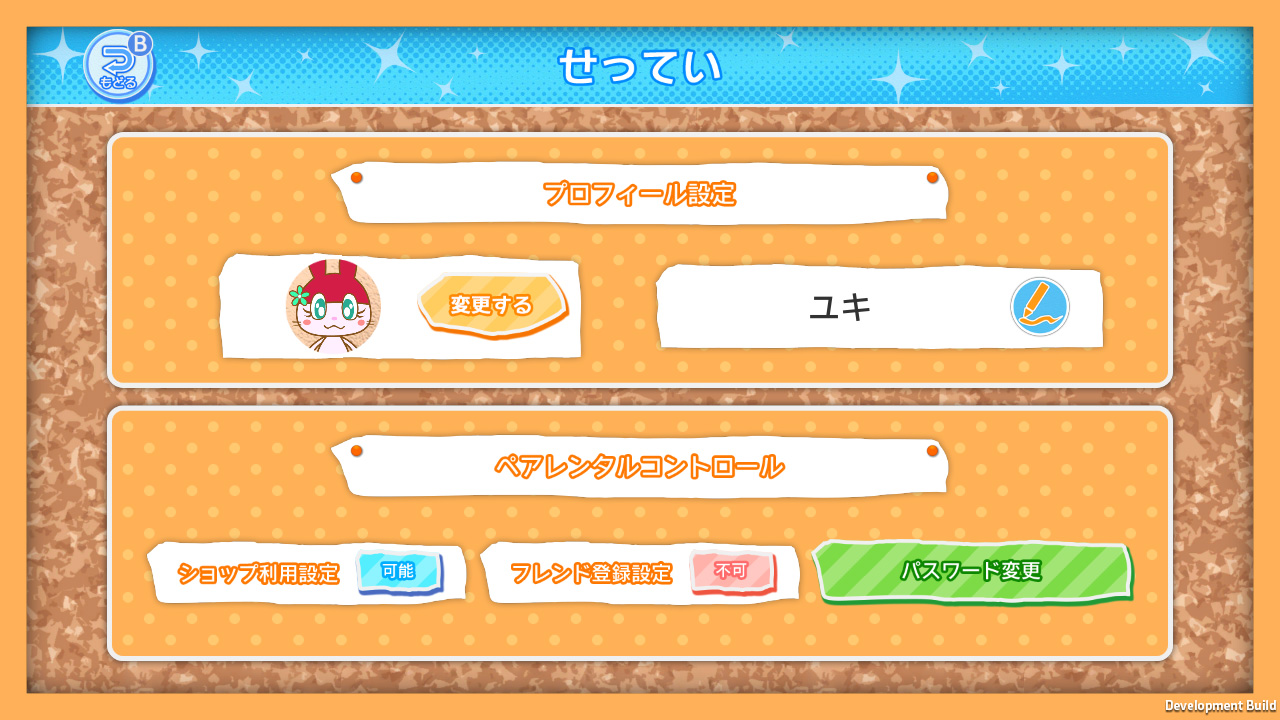 B
もどる
せってい
プロフィール設定
変更する
ユキ
ペアレンタルコントロール
ショップ利用設定 可能
フレンド登録設定 不可
パスワード変更
Development Build